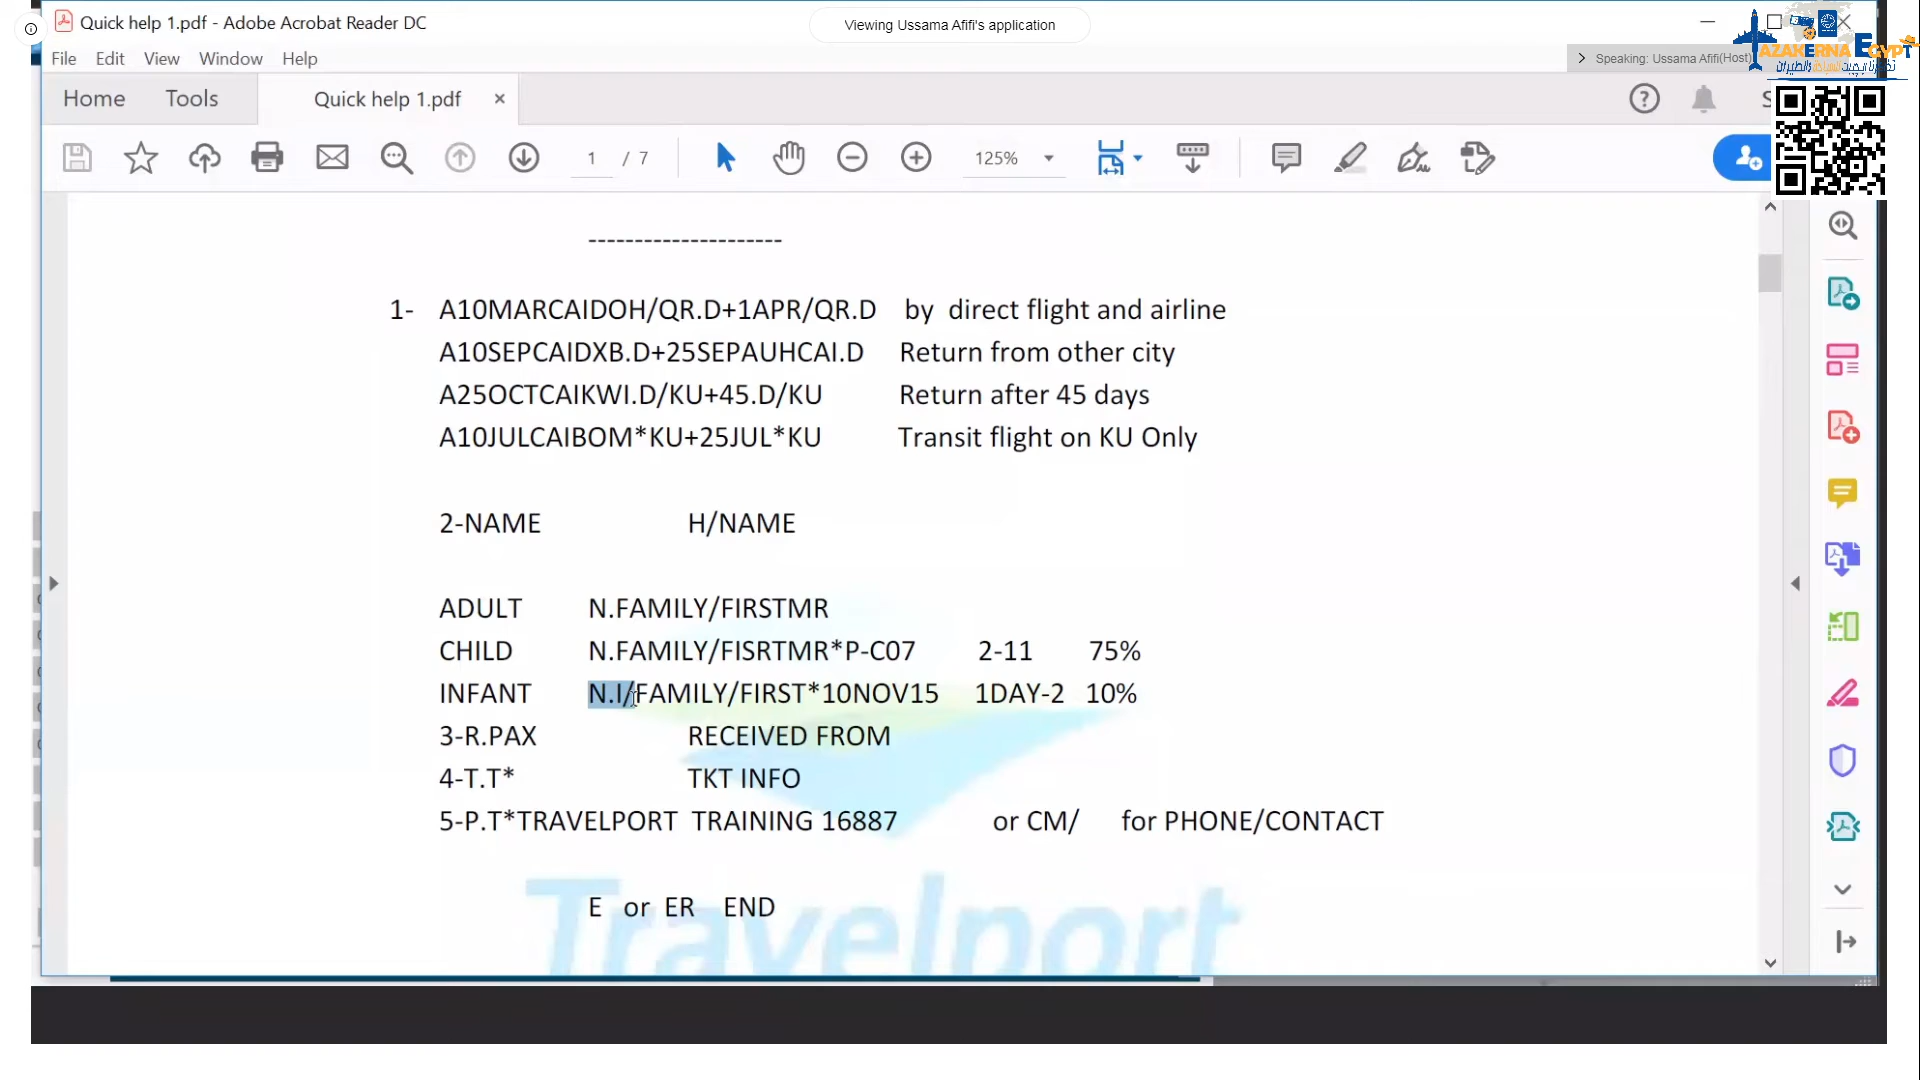 Quick help 1.pdf - Adobe Acrobat Reader DC
Viewing Ussama Afifi's application
File Edit View Window Help
Speaking: Ussama Afifi(Host)
AZAKERNA EGYPT
Home Tools Quick help 1.pdf
1 / 7 125%
---------------------
1- A10MARCAIDOH/QR.D+1APR/QR.D by direct flight and airline
A10SEPCAIDXB.D+25SEPAUHCAI.D Return from other city
A25OCTCAIKWI.D/KU+45.D/KU Return after 45 days
A10JULCAIBOM*KU+25JUL*KU Transit flight on KU Only
2-NAME H/NAME
ADULT N.FAMILY/FIRSTMR
CHILD N.FAMILY/FISRTMR*P-C07 2-11 75%
INFANT N.I/FAMILY/FIRST*10NOV15 1DAY-2 10%
3-R.PAX RECEIVED FROM
4-T.T* TKT INFO
5-P.T*TRAVELPORT TRAINING 16887 or CM/ for PHONE/CONTACT
E or ER END
Travelport